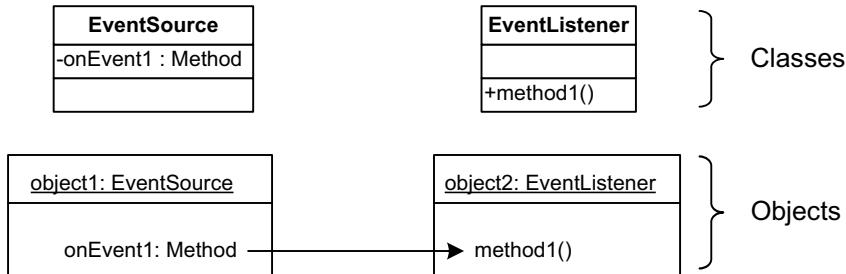 EventSource
-onEvent1 : Method
EventListener
+method1()
Classes
object1: EventSource
onEvent1: Method
object2: EventListener
method1()
Objects